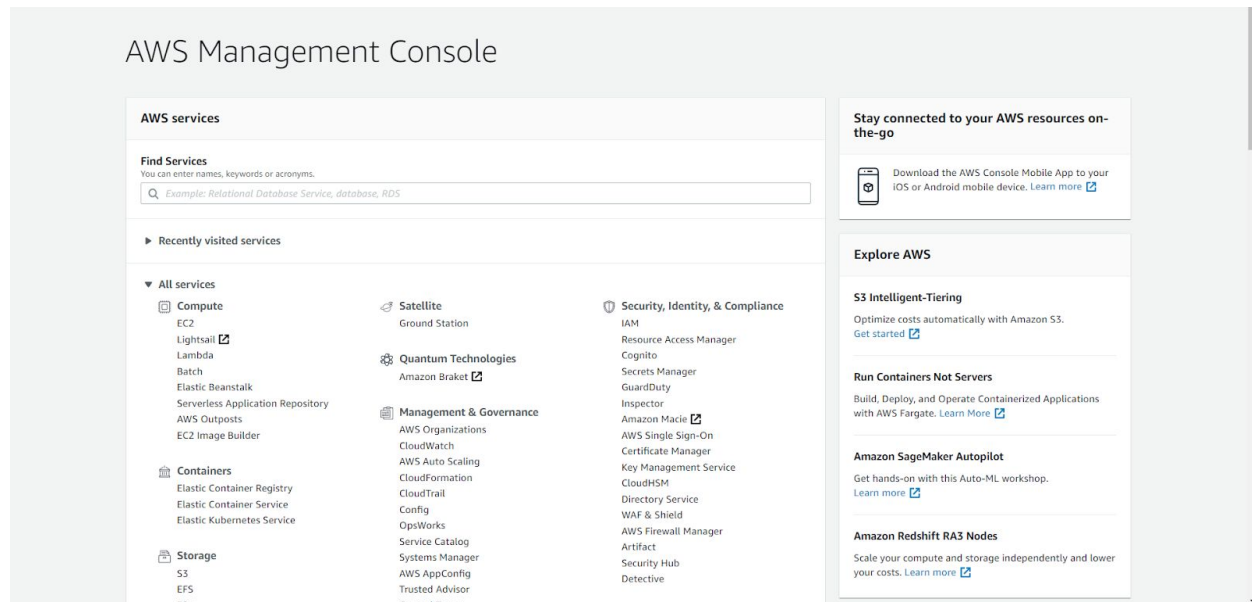 AWS Management Console
AWS services
Find Services
You can enter names, keywords or acronyms.
Example: Relational Database Service, database, RDS
Recently visited services
All services
Compute
EC2
Lightsail
Lambda
Batch
Elastic Beanstalk
Serverless Application Repository
AWS Outposts
EC2 Image Builder
Containers
Elastic Container Registry
Elastic Container Service
Elastic Kubernetes Service
Storage
S3
EFS
Satellite
Ground Station
Quantum Technologies
Amazon Braket
Management & Governance
AWS Organizations
CloudWatch
AWS Auto Scaling
CloudFormation
CloudTrail
Config
OpsWorks
Service Catalog
Systems Manager
AWS AppConfig
Trusted Advisor
Security, Identity, & Compliance
IAM
Resource Access Manager
Cognito
Secrets Manager
GuardDuty
Inspector
Amazon Macie
AWS Single Sign-On
Certificate Manager
Key Management Service
CloudHSM
Directory Service
WAF & Shield
AWS Firewall Manager
Artifact
Security Hub
Detective
Stay connected to your AWS resources on-
the-go
Download the AWS Console Mobile App to your
iOS or Android mobile device. Learn more
Explore AWS
S3 Intelligent-Tiering
Optimize costs automatically with Amazon S3.
Get started
Run Containers Not Servers
Build, Deploy, and Operate Containerized Applications
with AWS Fargate. Learn More
Amazon SageMaker Autopilot
Get hands-on with this Auto-ML workshop.
Learn more
Amazon Redshift RA3 Nodes
Scale your compute and storage independently and lower
your costs. Learn more